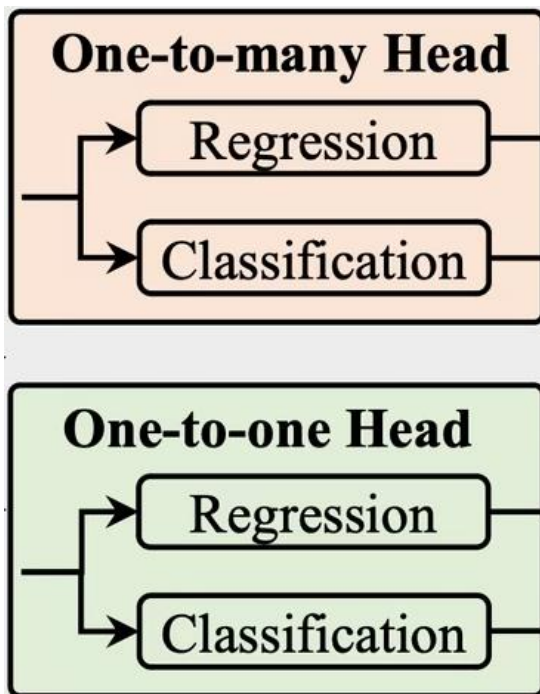 One-to-many Head
Regression
Classification
One-to-one Head
Regression
Classification